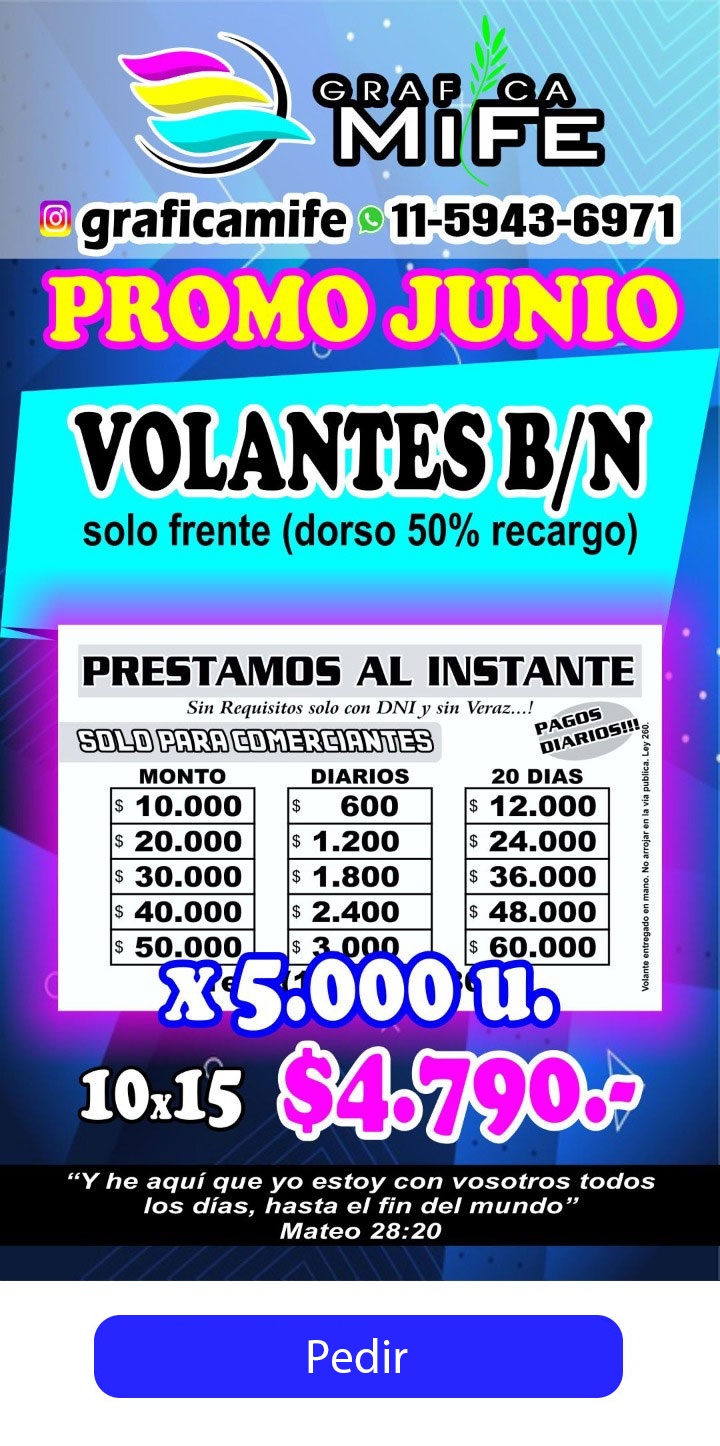 GRAFICA
MIFE
graficamife 11-5943-6971
PROMO JUNIO
VOLANTES B/N
solo frente (dorso 50% recargo)
PRESTAMOS AL INSTANTE
Sin Requisitos solo con DNI y sin Veraz...!
SOLO PARA COMERCIANTES
PAGOS
DIARIOS!!!
MONTO DIARIOS 20 DIAS
$ 10.000 $ 600 $ 12.000
$ 20.000 $ 1.200 $ 24.000
$ 30.000 $ 1.800 $ 36.000
$ 40.000 $ 2.400 $ 48.000
$ 50.000 $ 3.000 $ 60.000
Volante entregado en mano. No arrojar en la via publica. Ley 260.
x 5.000 u.
10x15 $4.790.-
“Y he aquí que yo estoy con vosotros todos
los días, hasta el fin del mundo”
Mateo 28:20
Pedir